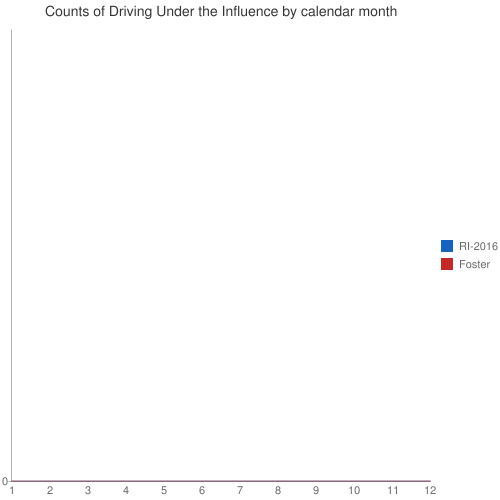 Counts of Driving Under the Influence by calendar month
RI-2016
Foster
0
1 2 3 4 5 6 7 8 9 10 11 12